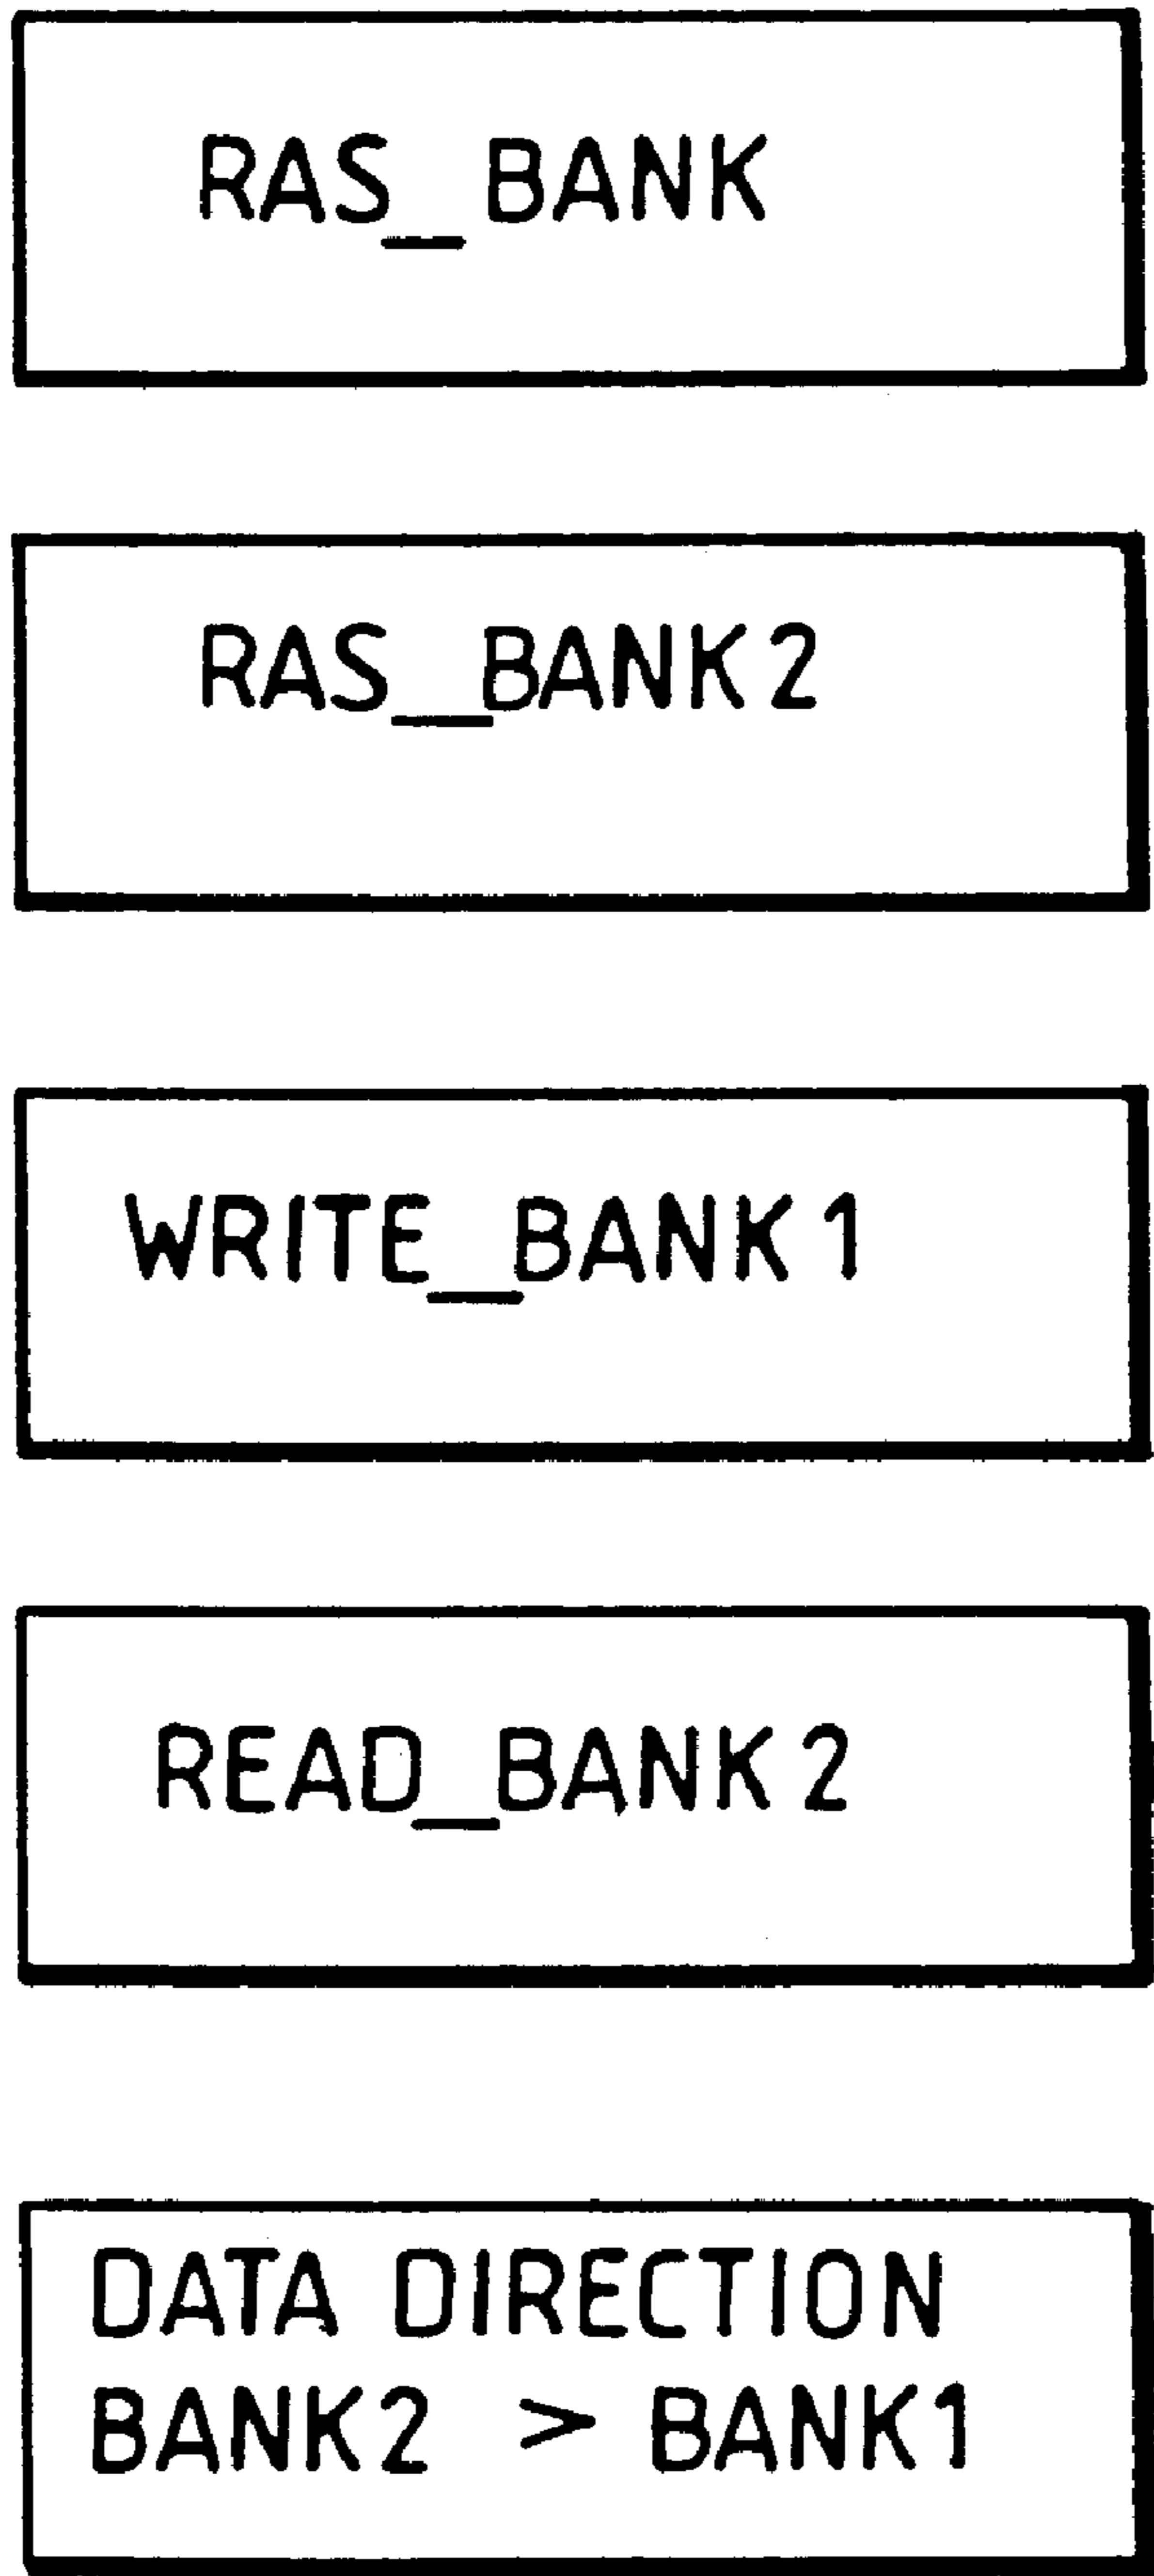 RAS_BANK
RAS_BANK2
WRITE_BANK1
READ_BANK2
DATA DIRECTION
BANK2 > BANK1